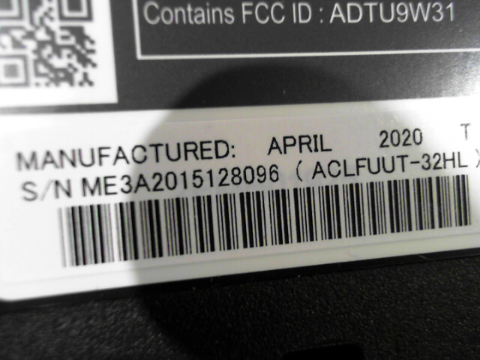 Contains FCC ID : ADTU9W31
MANUFACTURED: APRIL 2020 T
S/N ME3A2015128096 ( ACLFUUT-32HL )